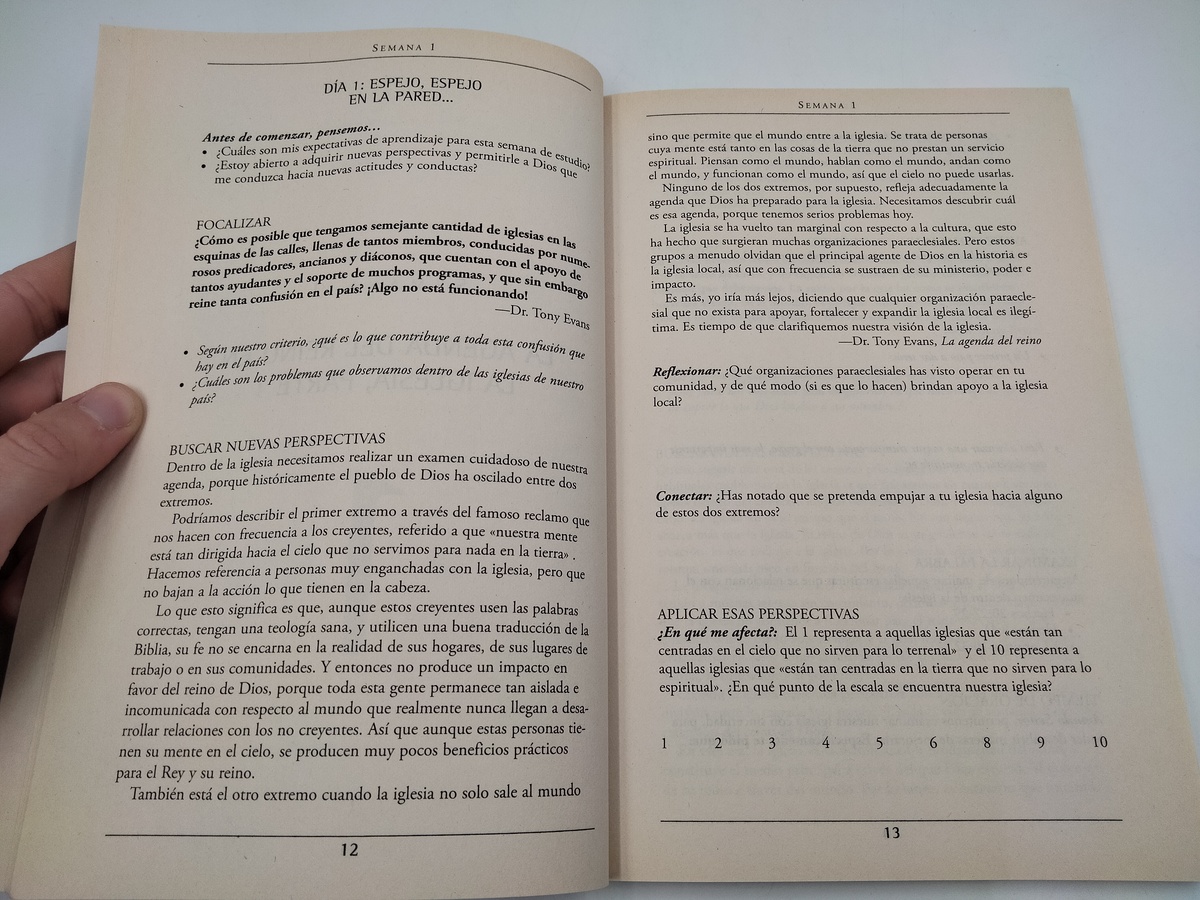 SEMANA 1
DÍA 1: ESPEJO, ESPEJO
EN LA PARED...
Antes de comenzar, pensemos...
• ¿Cuáles son mis expectativas de aprendizaje para esta semana de estudio?
• ¿Estoy abierto a adquirir nuevas perspectivas y permitirle a Dios que
me conduzca hacia nuevas actitudes y conductas?
FOCALIZAR
¿Cómo es posible que tengamos semejante cantidad de iglesias en las
esquinas de las calles, llenas de tantos miembros, conducidas por nume-
rosos predicadores, ancianos y diáconos, que cuentan con el apoyo de
tantos ayudantes y el soporte de muchos programas, y que sin embargo
reine tanta confusión en el país? ¡Algo no está funcionando!
—Dr. Tony Evans
• Según nuestro criterio, ¿qué es lo que contribuye a toda esta confusión que
hay en el país?
• ¿Cuáles son los problemas que observamos dentro de las iglesias de nuestro
país?
BUSCAR NUEVAS PERSPECTIVAS
Dentro de la iglesia necesitamos realizar un examen cuidadoso de nuestra
agenda, porque históricamente el pueblo de Dios ha oscilado entre dos
extremos.
Podríamos describir el primer extremo a través del famoso reclamo que
nos hacen con frecuencia a los creyentes, referido a que «nuestra mente
está tan dirigida hacia el cielo que no servimos para nada en la tierra» .
Hacemos referencia a personas muy enganchadas con la iglesia, pero que
no bajan a la acción lo que tienen en la cabeza.
Lo que esto significa es que, aunque estos creyentes usen las palabras
correctas, tengan una teología sana, y utilicen una buena traducción de la
Biblia, su fe no se encarna en la realidad de sus hogares, de sus lugares de
trabajo o en sus comunidades. Y entonces no produce un impacto en
favor del reino de Dios, porque toda esta gente permanece tan aislada e
incomunicada con respecto al mundo que realmente nunca llegan a desa-
rrollar relaciones con los no creyentes. Así que aunque estas personas tie-
nen su mente en el cielo, se producen muy pocos beneficios prácticos
para el Rey y su reino.
También está el otro extremo cuando la iglesia no solo sale al mundo
12
SEMANA 1
sino que permite que el mundo entre a la iglesia. Se trata de personas
cuya mente está tanto en las cosas de la tierra que no prestan un servicio
espiritual. Piensan como el mundo, hablan como el mundo, andan como
el mundo, y funcionan como el mundo, así que el cielo no puede usarlas.
Ninguno de los dos extremos, por supuesto, refleja adecuadamente la
agenda que Dios ha preparado para la iglesia. Necesitamos descubrir cuál
es esa agenda, porque tenemos serios problemas hoy.
La iglesia se ha vuelto tan marginal con respecto a la cultura, que esto
ha hecho que surgieran muchas organizaciones paraeclesiales. Pero estos
grupos a menudo olvidan que el principal agente de Dios en la historia es
la iglesia local, así que con frecuencia se sustraen de su ministerio, poder e
impacto.
Es más, yo iría más lejos, diciendo que cualquier organización paraecle-
sial que no exista para apoyar, fortalecer y expandir la iglesia local es ilegí-
tima. Es tiempo de que clarifiquemos nuestra visión de la iglesia.
—Dr. Tony Evans, La agenda del reino
Reflexionar: ¿Qué organizaciones paraeclesiales has visto operar en tu
comunidad, y de qué modo (si es que lo hacen) brindan apoyo a la iglesia
local?
Conectar: ¿Has notado que se pretenda empujar a tu iglesia hacia alguno
de estos dos extremos?
APLICAR ESAS PERSPECTIVAS
¿En qué me afecta?: El 1 representa a aquellas iglesias que «están tan
centradas en el cielo que no sirven para lo terrenal» y el 10 representa a
aquellas iglesias que «están tan centradas en la tierra que no sirven para lo
espiritual». ¿En qué punto de la escala se encuentra nuestra iglesia?
1 2 3 4 5 6 8 9 10
13